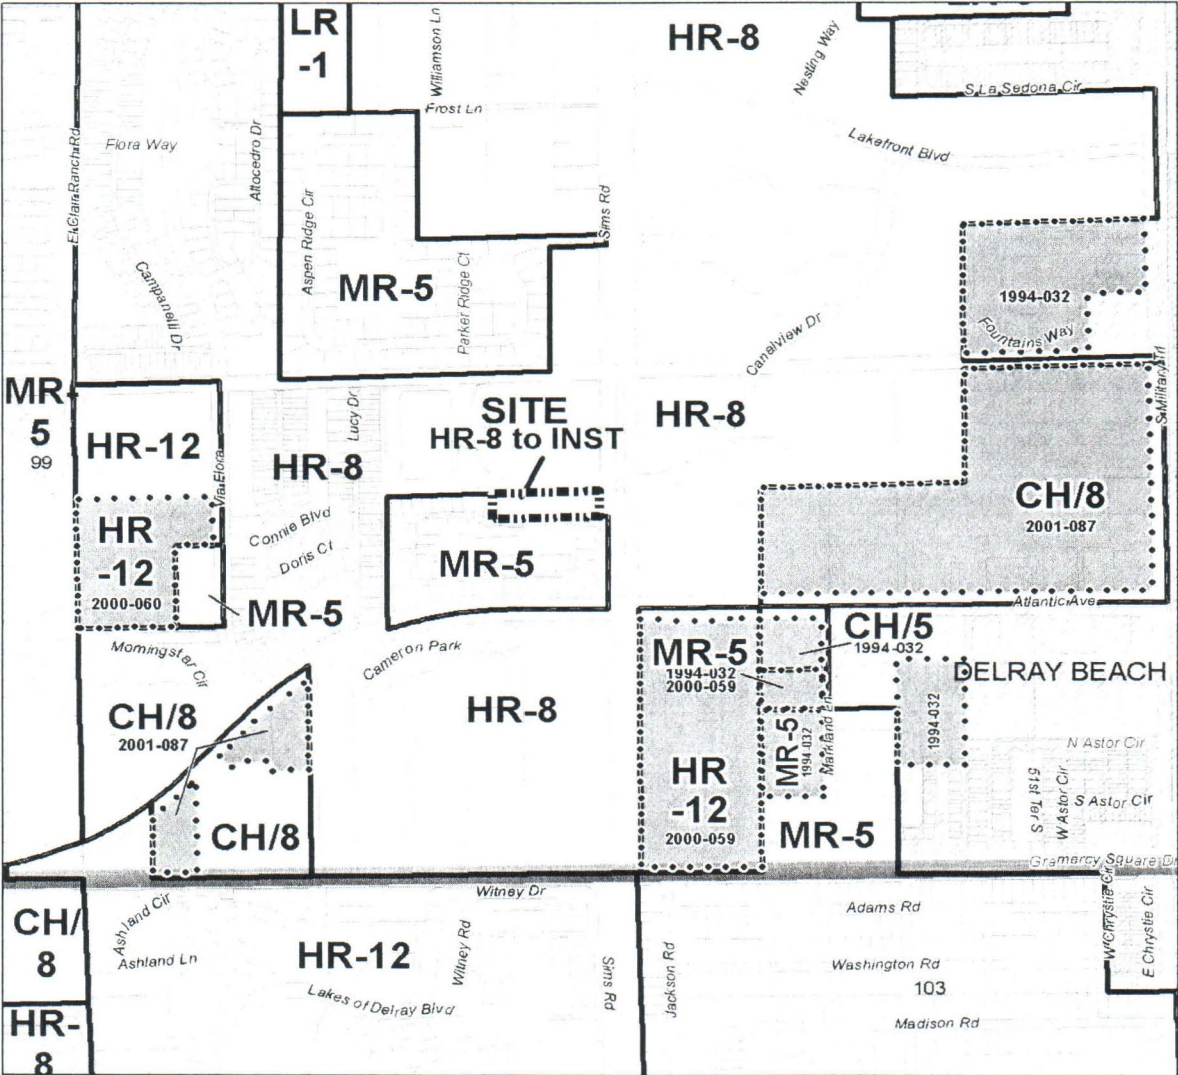 LR
-1
Williamson Ln
HR-8
Nesting Way
S La Sedona Cir
Frost Ln
El Clair Ranch Rd
Flora Way
Altocedro Dr
Lakefront Blvd
Aspen Ridge Cir
Sims Rd
MR-5
Parker Ridge Ct
Campanelli Dr
1994-032
Fountains Way
Canalview Dr
S Military Trl
MR-
5
99
HR-12
Via Flora
Lucy Dr
HR-8
SITE
HR-8 to INST
HR-8
CH/8
2001-087
HR
-12
2000-060
Connie Blvd
Doris Ct
MR-5
MR-5
Atlantic Ave
Morningstar Cir
Cameron Park
MR-5
1994-032
2000-059
CH/5
1994-032
DELRAY BEACH
CH/8
2001-087
HR-8
MR-5
1994-032
Markland Ln
1994-032
N Astor Cir
HR
-12
2000-059
51st Ter S
W Astor Cir
S Astor Cir
CH/8
MR-5
Gramercy Square Dr
Witney Dr
CH/
8
Ashland Cir
Ashland Ln
HR-12
Witney Rd
Lakes of Delray Blvd
Sims Rd
Jackson Rd
Adams Rd
Washington Rd
103
Madison Rd
W Chrystie Cir
E Chrystie Cir
HR-
8